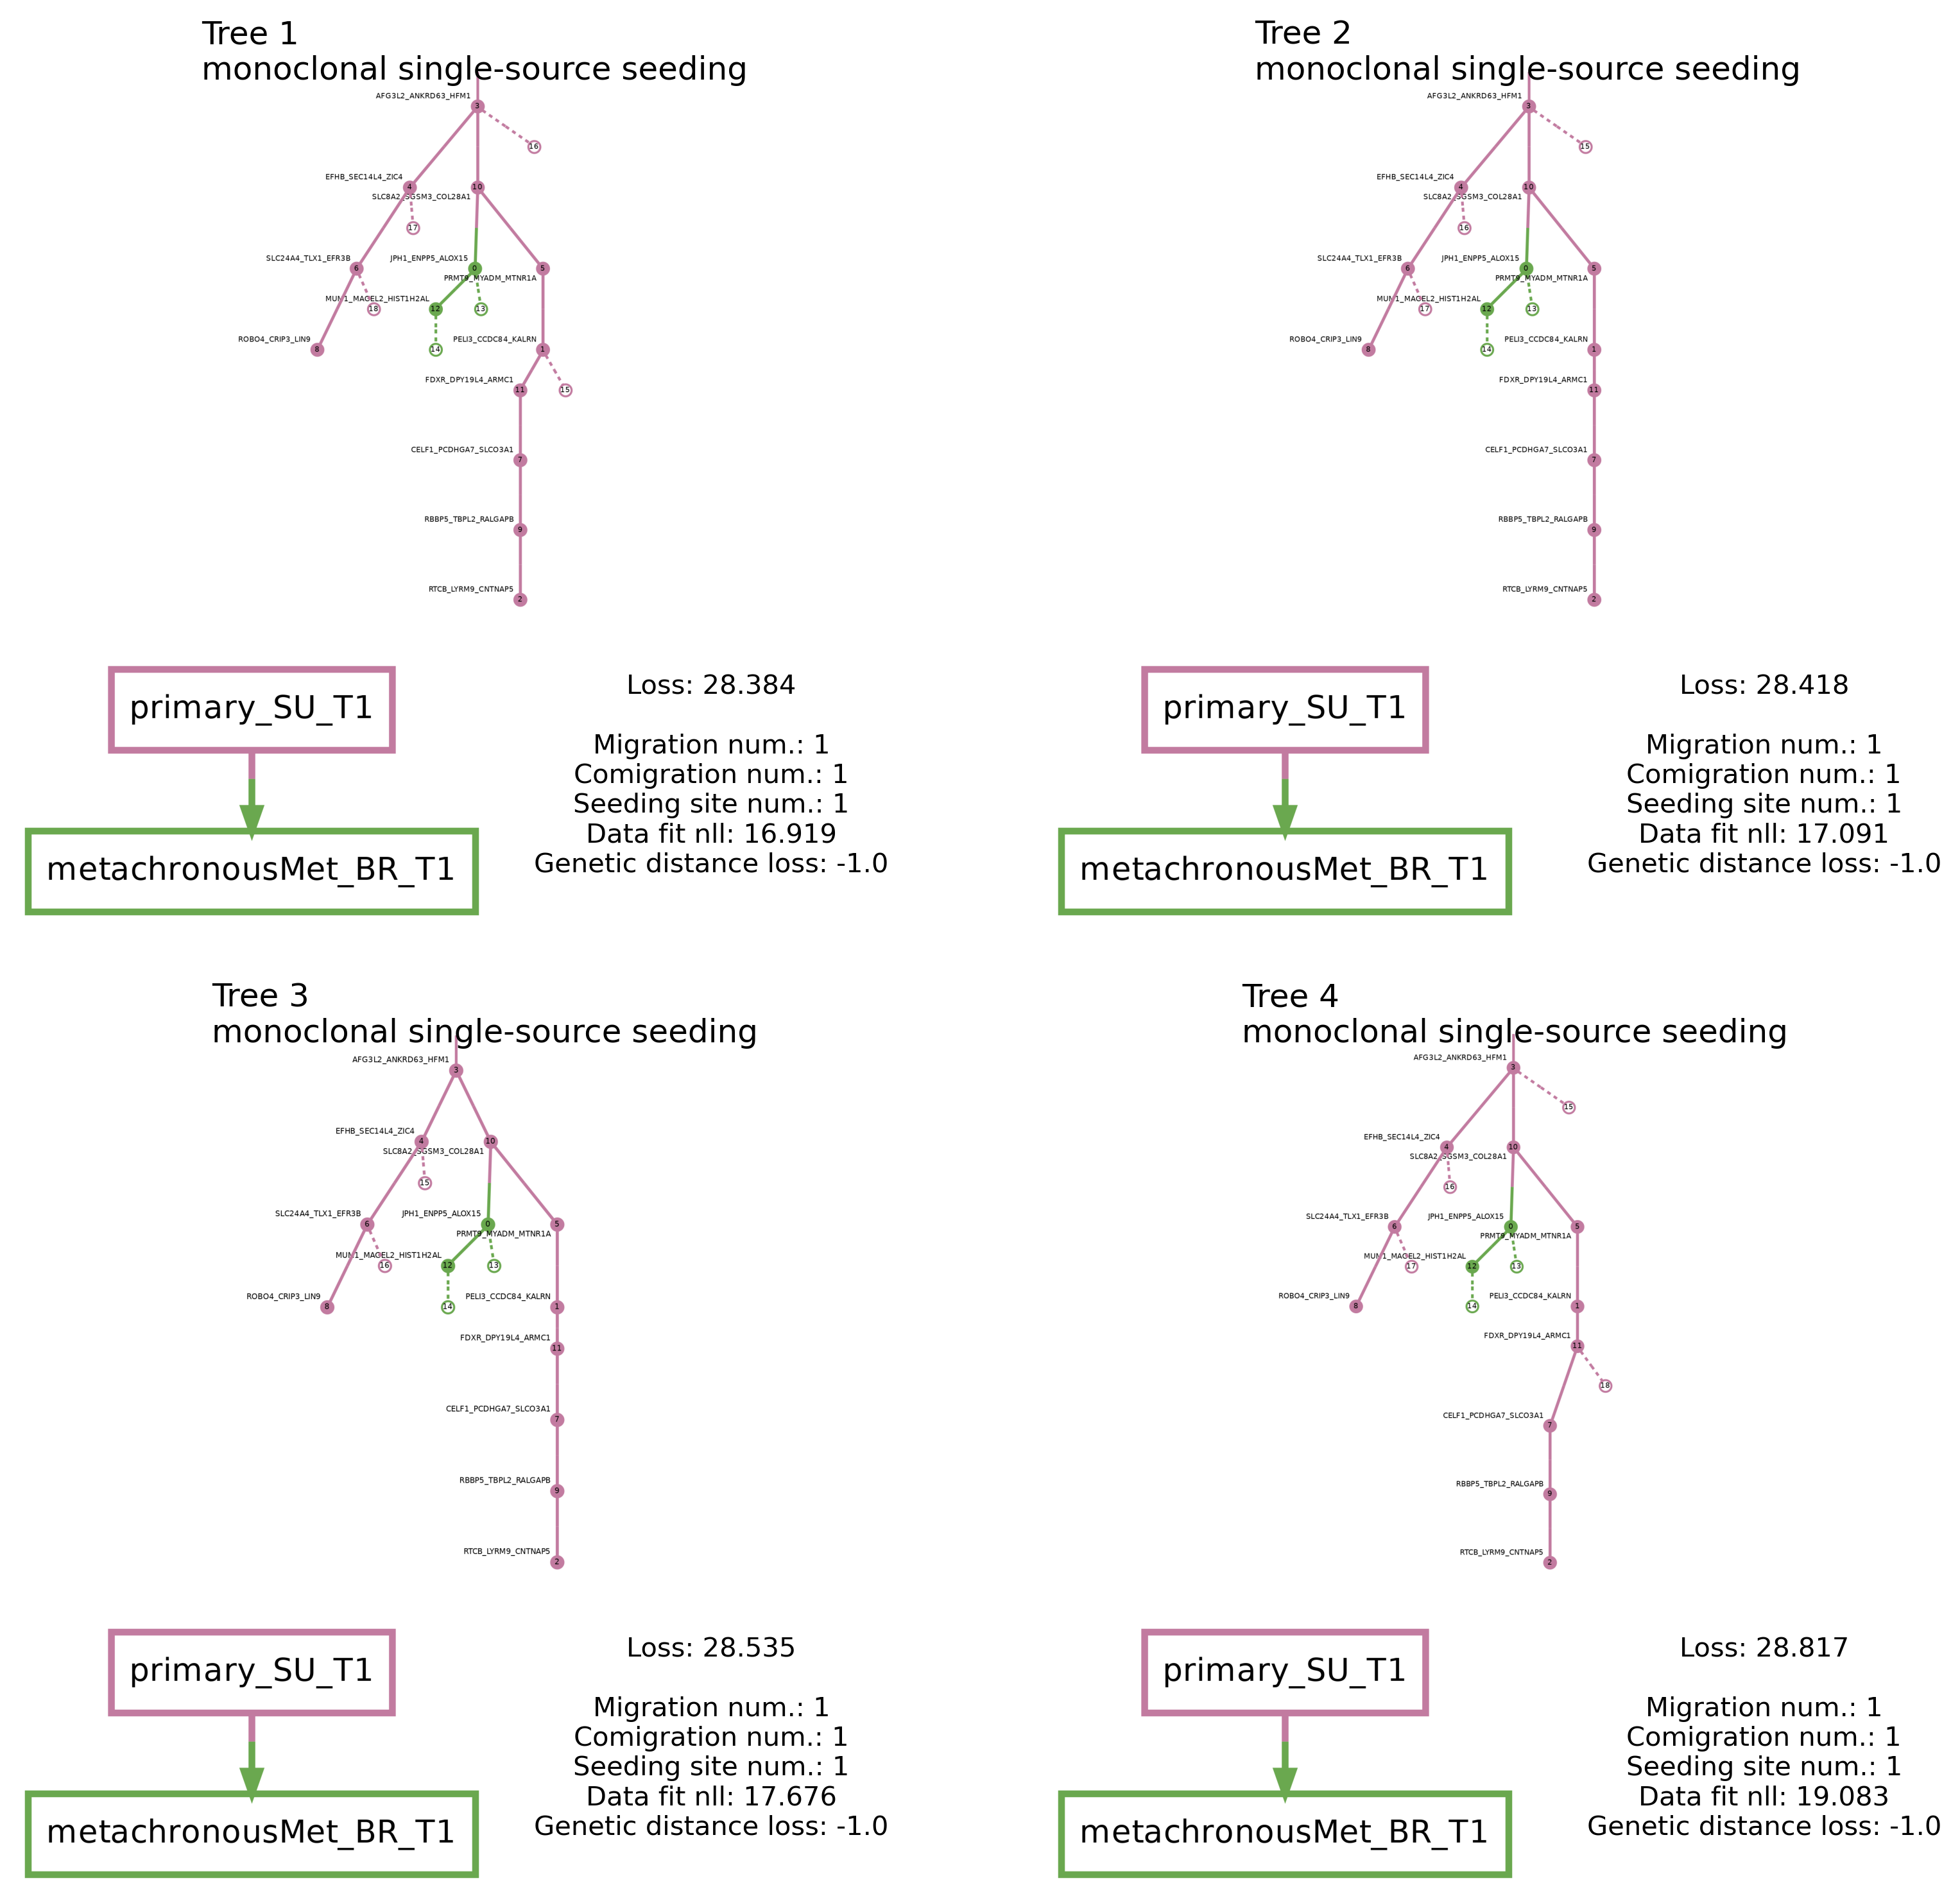 Tree 1
monoclonal single-source seeding
AFG3L2_ANKRD63_HFM1
3
16
EFHB_SEC14L4_ZIC4
4
10
SLC8A2_SGSM3_COL28A1
17
SLC24A4_TLX1_EFR3B
6
JPH1_ENPP5_ALOX15
0
5
PRMT9_MYADM_MTNR1A
MUM1_MAGEL2_HIST1H2AL
18
12
13
ROBO4_CRIP3_LIN9
8
14
PELI3_CCDC84_KALRN
1
FDXR_DPY19L4_ARMC1
11
15
CELF1_PCDHGA7_SLCO3A1
7
RBBP5_TBPL2_RALGAPB
9
RTCB_LYRM9_CNTNAP5
2
primary_SU_T1
metachronousMet_BR_T1
Loss: 28.384
Migration num.: 1
Comigration num.: 1
Seeding site num.: 1
Data fit nll: 16.919
Genetic distance loss: -1.0
Tree 2
monoclonal single-source seeding
AFG3L2_ANKRD63_HFM1
3
15
EFHB_SEC14L4_ZIC4
4
10
SLC8A2_SGSM3_COL28A1
16
SLC24A4_TLX1_EFR3B
6
JPH1_ENPP5_ALOX15
0
5
PRMT9_MYADM_MTNR1A
MUM1_MAGEL2_HIST1H2AL
17
12
13
ROBO4_CRIP3_LIN9
8
14
PELI3_CCDC84_KALRN
1
FDXR_DPY19L4_ARMC1
11
CELF1_PCDHGA7_SLCO3A1
7
RBBP5_TBPL2_RALGAPB
9
RTCB_LYRM9_CNTNAP5
2
primary_SU_T1
metachronousMet_BR_T1
Loss: 28.418
Migration num.: 1
Comigration num.: 1
Seeding site num.: 1
Data fit nll: 17.091
Genetic distance loss: -1.0
Tree 3
monoclonal single-source seeding
AFG3L2_ANKRD63_HFM1
3
EFHB_SEC14L4_ZIC4
4
10
SLC8A2_SGSM3_COL28A1
15
SLC24A4_TLX1_EFR3B
6
JPH1_ENPP5_ALOX15
0
5
PRMT9_MYADM_MTNR1A
MUM1_MAGEL2_HIST1H2AL
16
12
13
ROBO4_CRIP3_LIN9
8
14
PELI3_CCDC84_KALRN
1
FDXR_DPY19L4_ARMC1
11
CELF1_PCDHGA7_SLCO3A1
7
RBBP5_TBPL2_RALGAPB
9
RTCB_LYRM9_CNTNAP5
2
primary_SU_T1
metachronousMet_BR_T1
Loss: 28.535
Migration num.: 1
Comigration num.: 1
Seeding site num.: 1
Data fit nll: 17.676
Genetic distance loss: -1.0
Tree 4
monoclonal single-source seeding
AFG3L2_ANKRD63_HFM1
3
15
EFHB_SEC14L4_ZIC4
4
10
SLC8A2_SGSM3_COL28A1
16
SLC24A4_TLX1_EFR3B
6
JPH1_ENPP5_ALOX15
0
5
PRMT9_MYADM_MTNR1A
MUM1_MAGEL2_HIST1H2AL
17
12
13
ROBO4_CRIP3_LIN9
8
14
PELI3_CCDC84_KALRN
1
FDXR_DPY19L4_ARMC1
11
18
CELF1_PCDHGA7_SLCO3A1
7
RBBP5_TBPL2_RALGAPB
9
RTCB_LYRM9_CNTNAP5
2
primary_SU_T1
metachronousMet_BR_T1
Loss: 28.817
Migration num.: 1
Comigration num.: 1
Seeding site num.: 1
Data fit nll: 19.083
Genetic distance loss: -1.0